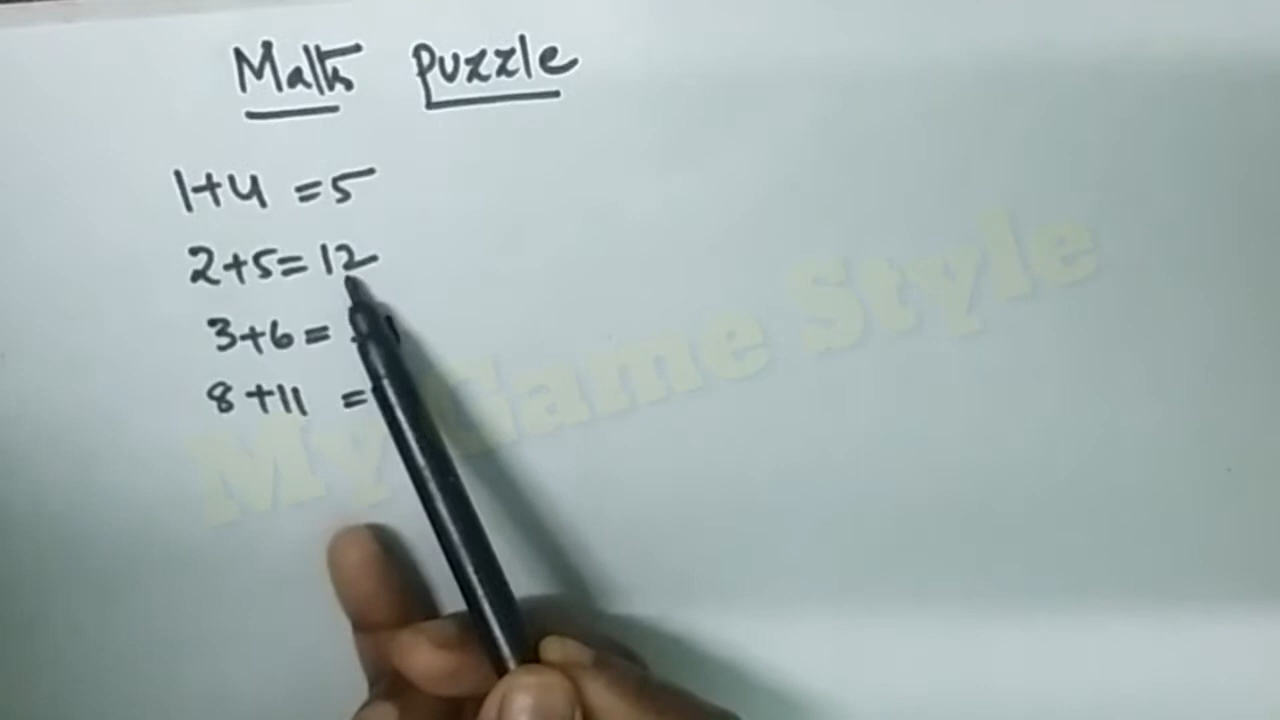 Math Puzzle
1+4 = 5
2+5= 12
3+6 =
8+11 =
My Game Style